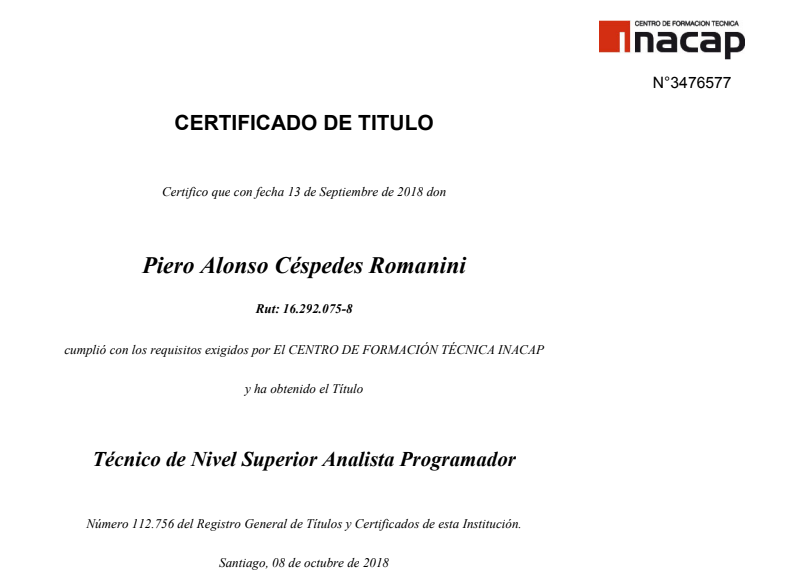 CENTRO DE FORMACION TECNICA
inacap
N°3476577
CERTIFICADO DE TITULO
Certifico que con fecha 13 de Septiembre de 2018 don
Piero Alonso Céspedes Romanini
Rut: 16.292.075-8
cumplió con los requisitos exigidos por El CENTRO DE FORMACIÓN TÉCNICA INACAP
y ha obtenido el Título
Técnico de Nivel Superior Analista Programador
Número 112.756 del Registro General de Títulos y Certificados de esta Institución.
Santiago, 08 de octubre de 2018